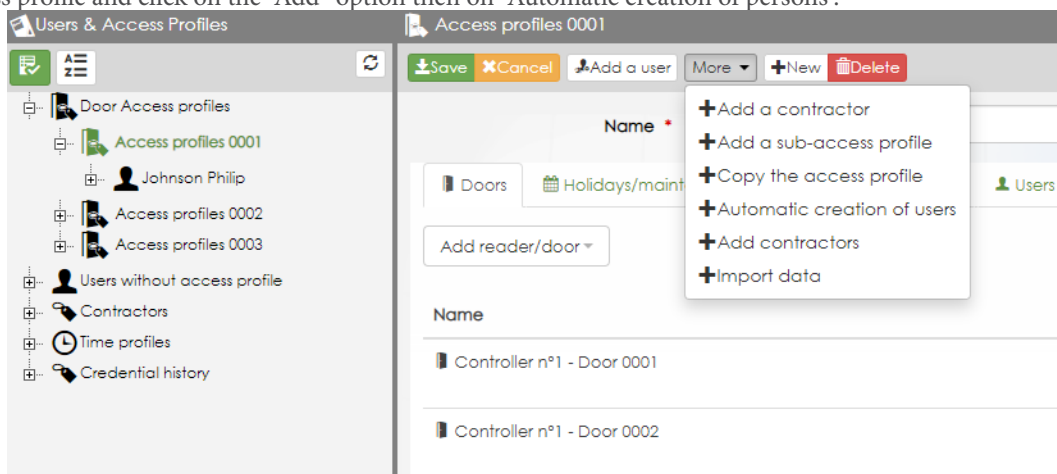 ss profile and click on the "Add" option then on "Automatic creation of persons".
Users & Access Profiles
Access profiles 0001
Save Cancel Add a user More New Delete
Door Access profiles
Access profiles 0001
Johnson Philip
Access profiles 0002
Access profiles 0003
Users without access profile
Contractors
Time profiles
Credential history
Name *
Add a contractor
Add a sub-access profile
Copy the access profile
Automatic creation of users
Add contractors
Import data
Doors Holidays/maint Users
Add reader/door
Name
Controller nº1 - Door 0001
Controller nº1 - Door 0002